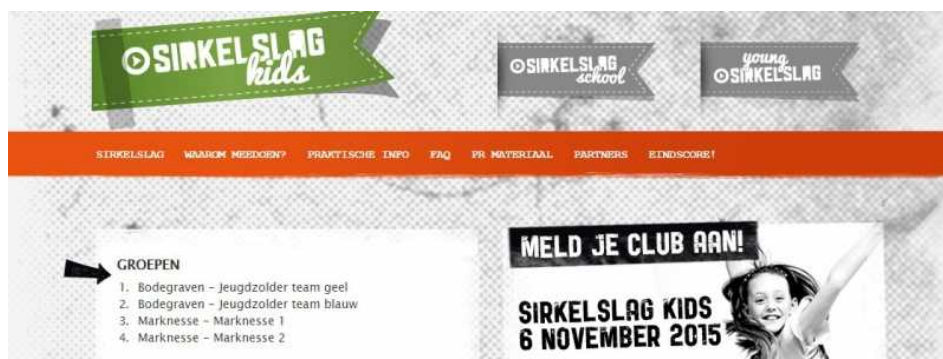 SIRKELSLAG
kids
SIRKELSLAG
school
young
SIRKELSLAG
SIRKELSLAG WAAROM MEEDOEN? PRAKTISCHE INFO FAQ PR MATERIAAL PARTNERS EINDSCORE!
GROEPEN
1. Bodegraven – Jeugdzolder team geel
2. Bodegraven – Jeugdzolder team blauw
3. Marknesse – Marknesse 1
4. Marknesse – Marknesse 2
MELD JE CLUB AAN!
SIRKELSLAG KIDS
6 NOVEMBER 2015